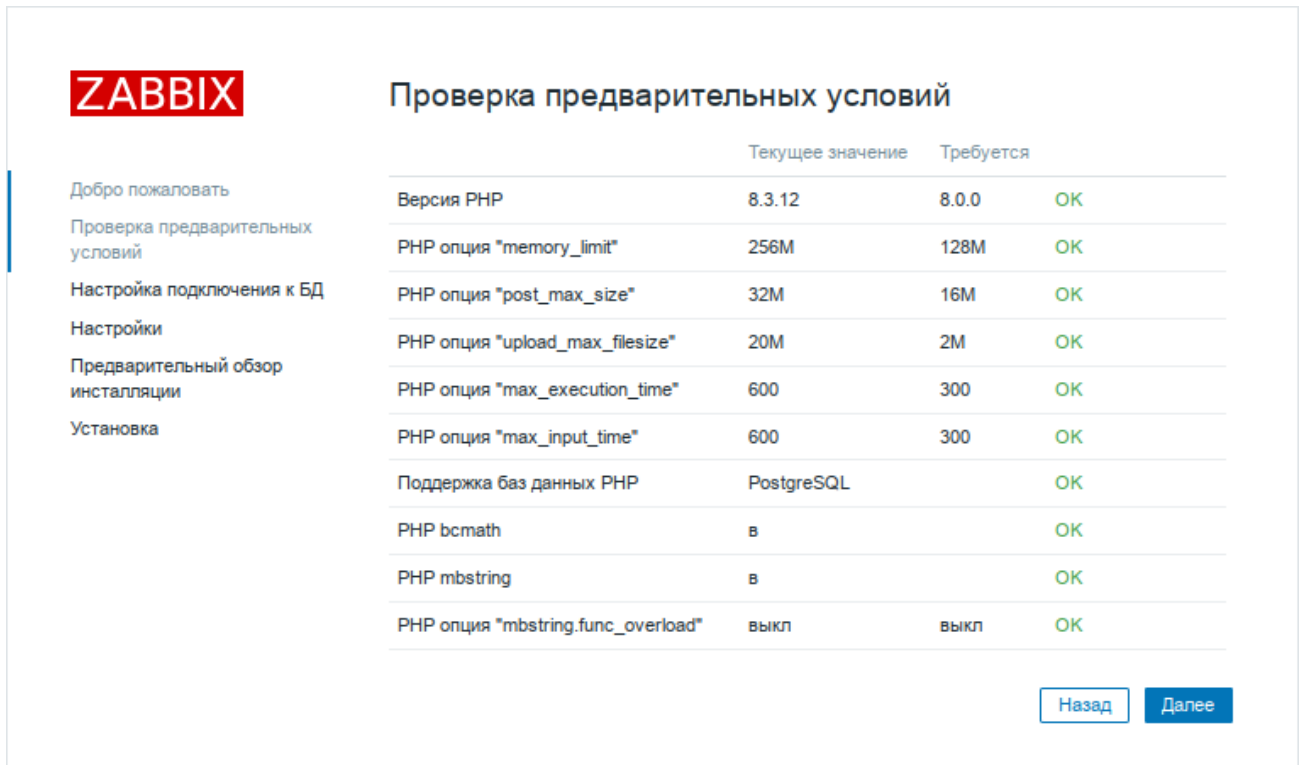 ZABBIX
Проверка предварительных условий
Текущее значение Требуется
Добро пожаловать
Проверка предварительных
условий
Настройка подключения к БД
Настройки
Предварительный обзор
инсталляции
Установка
Версия PHP 8.3.12 8.0.0 OK
PHP опция "memory_limit" 256M 128M OK
PHP опция "post_max_size" 32M 16M OK
PHP опция "upload_max_filesize" 20M 2M OK
PHP опция "max_execution_time" 600 300 OK
PHP опция "max_input_time" 600 300 OK
Поддержка баз данных PHP PostgreSQL OK
PHP bcmath в OK
PHP mbstring в OK
PHP опция "mbstring.func_overload" выкл выкл OK
Назад Далее